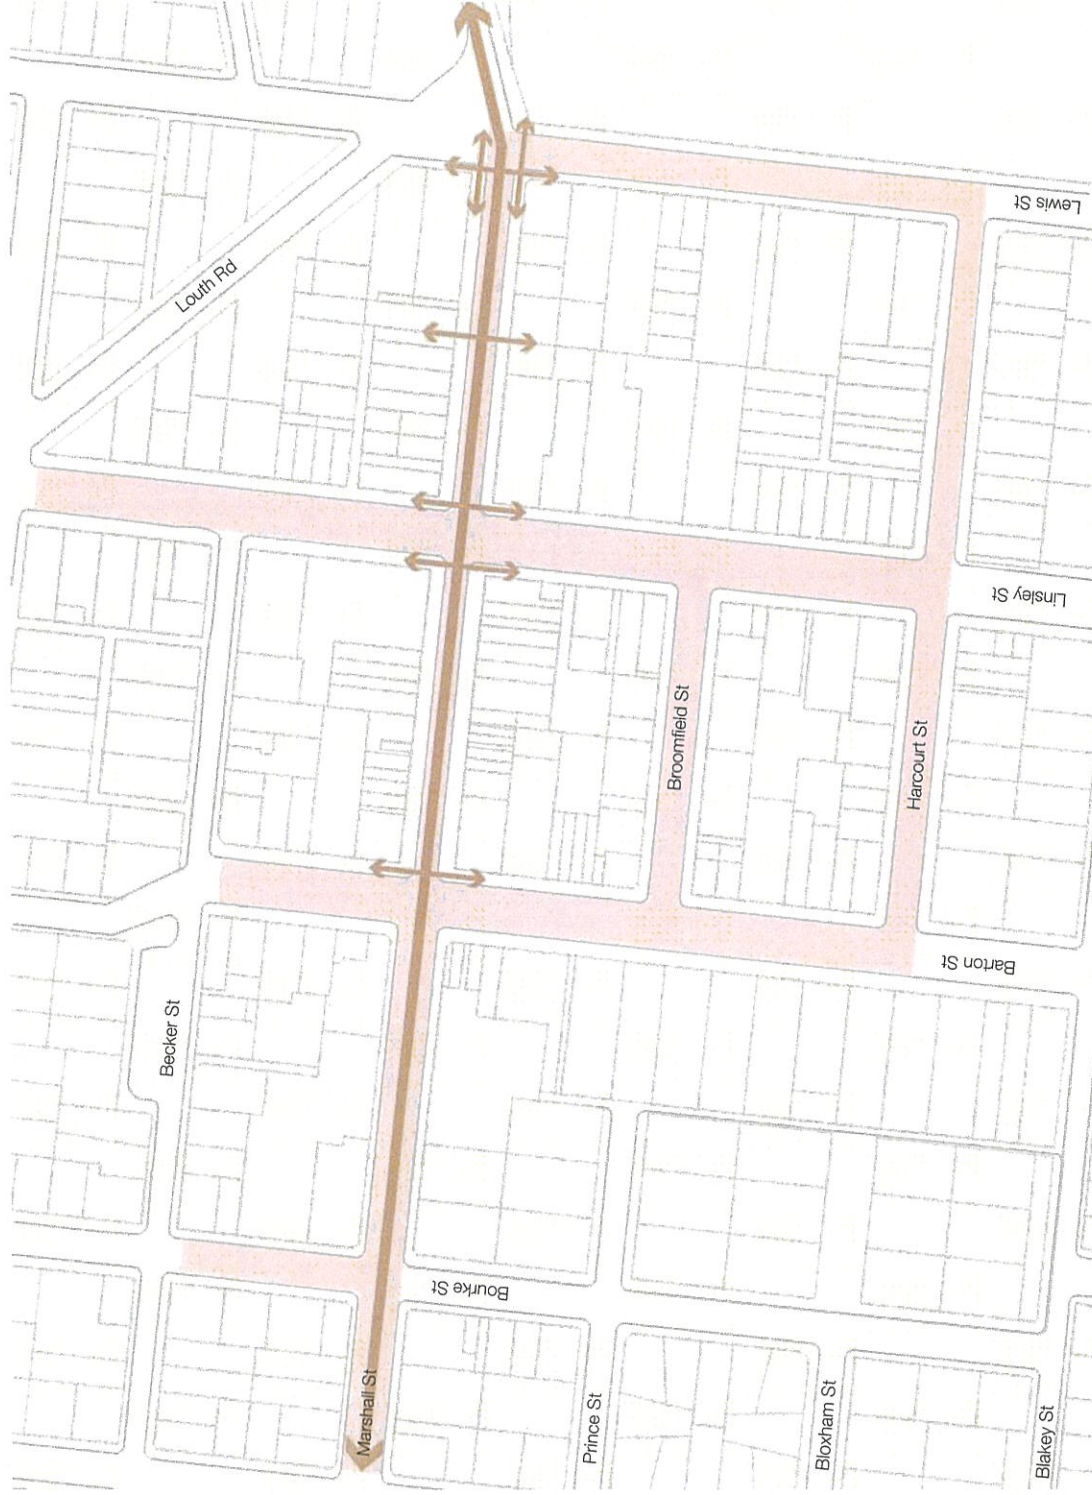 Lewis St
Louth Rd
Linsley St
Broomfield St
Harcourt St
Barton St
Becker St
Bourke St
Marshall St
Prince St
Bloxham St
Blakey St